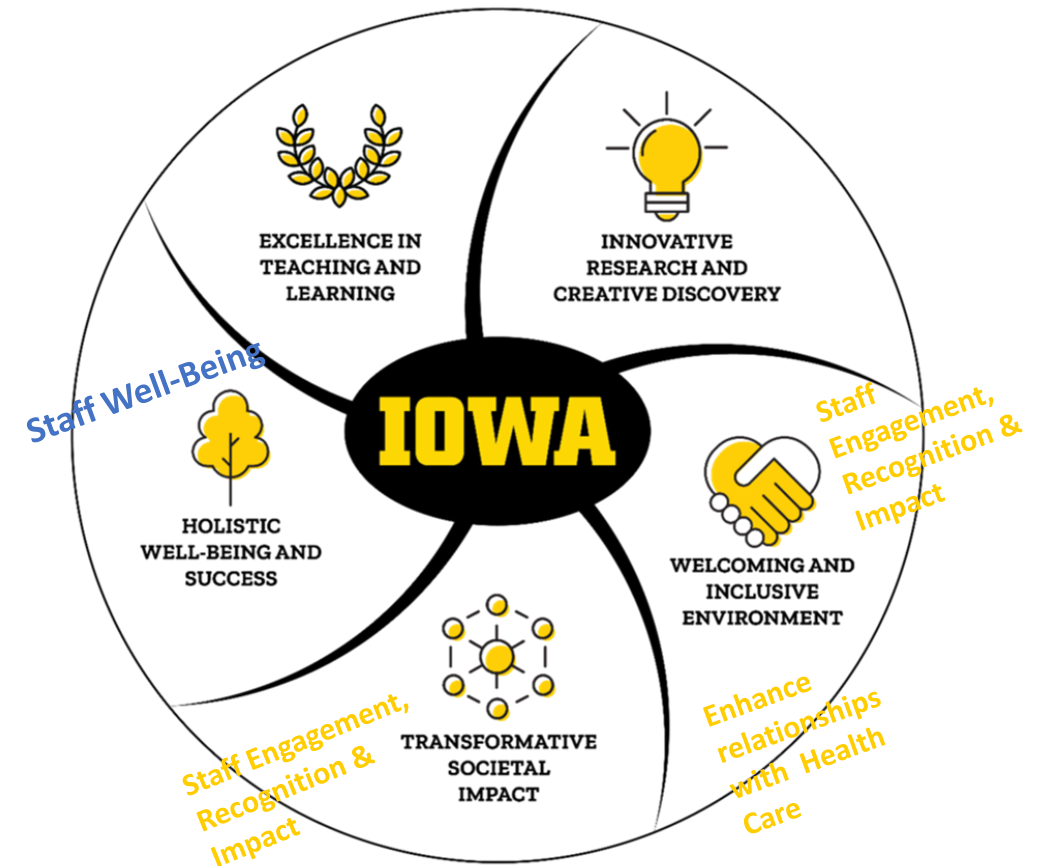 EXCELLENCE IN
TEACHING AND
LEARNING
INNOVATIVE
RESEARCH AND
CREATIVE DISCOVERY
Staff Well-Being
IOWA
Staff
Engagement,
Recognition &
Impact
HOLISTIC
WELL-BEING AND
SUCCESS
WELCOMING AND
INCLUSIVE
ENVIRONMENT
Staff Engagement,
Recognition &
Impact
TRANSFORMATIVE
SOCIETAL
IMPACT
Enhance
relationships
with Health
Care